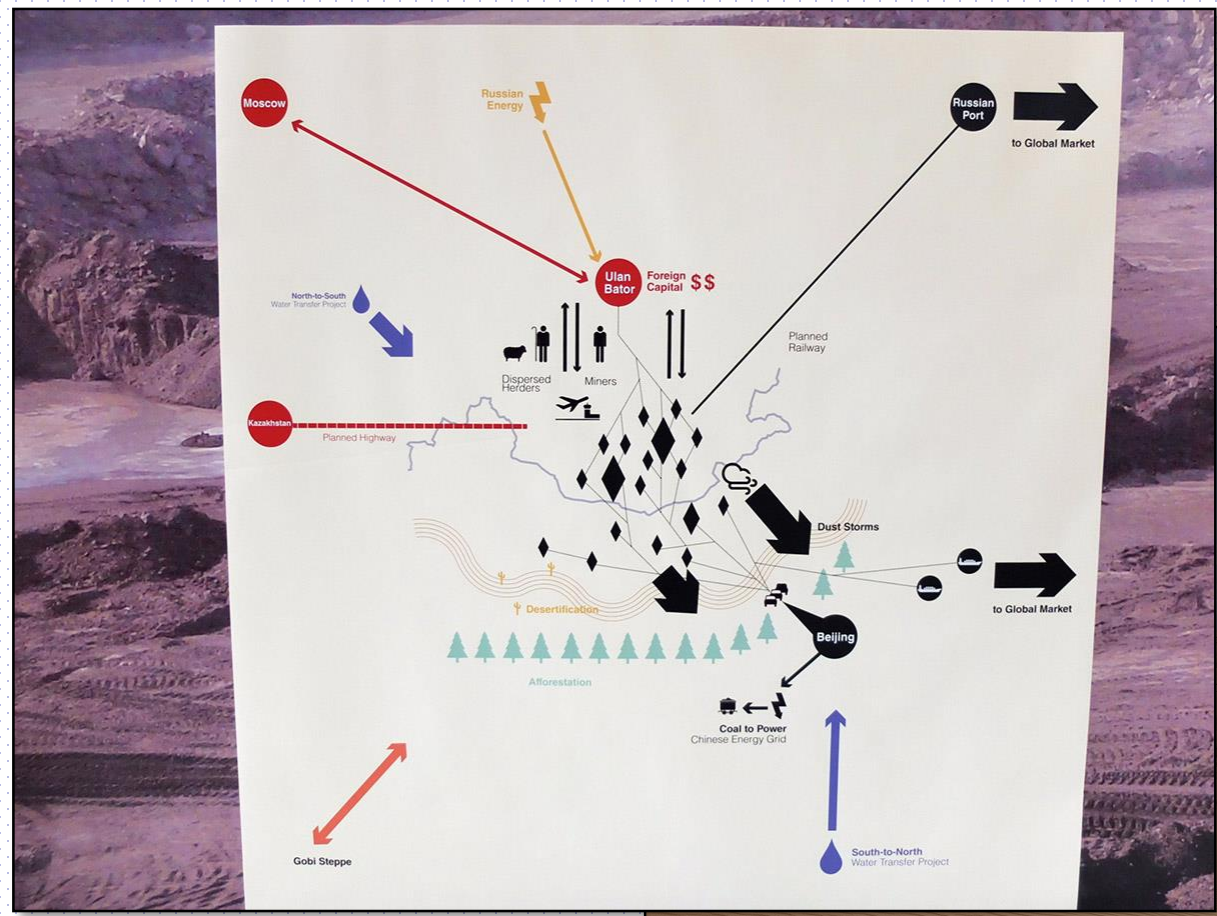 Moscow
Russian
Energy
Russian
Port
to Global Market
Ulan
Bator
Foreign
Capital
$$
North-to-South
Water Transfer Project
Dispersed
Herders
Miners
Planned
Railway
Kazakhstan
Planned Highway
Dust Storms
Desertification
to Global Market
Beijing
Afforestation
Coal to Power
Chinese Energy Grid
Gobi Steppe
South-to-North
Water Transfer Project